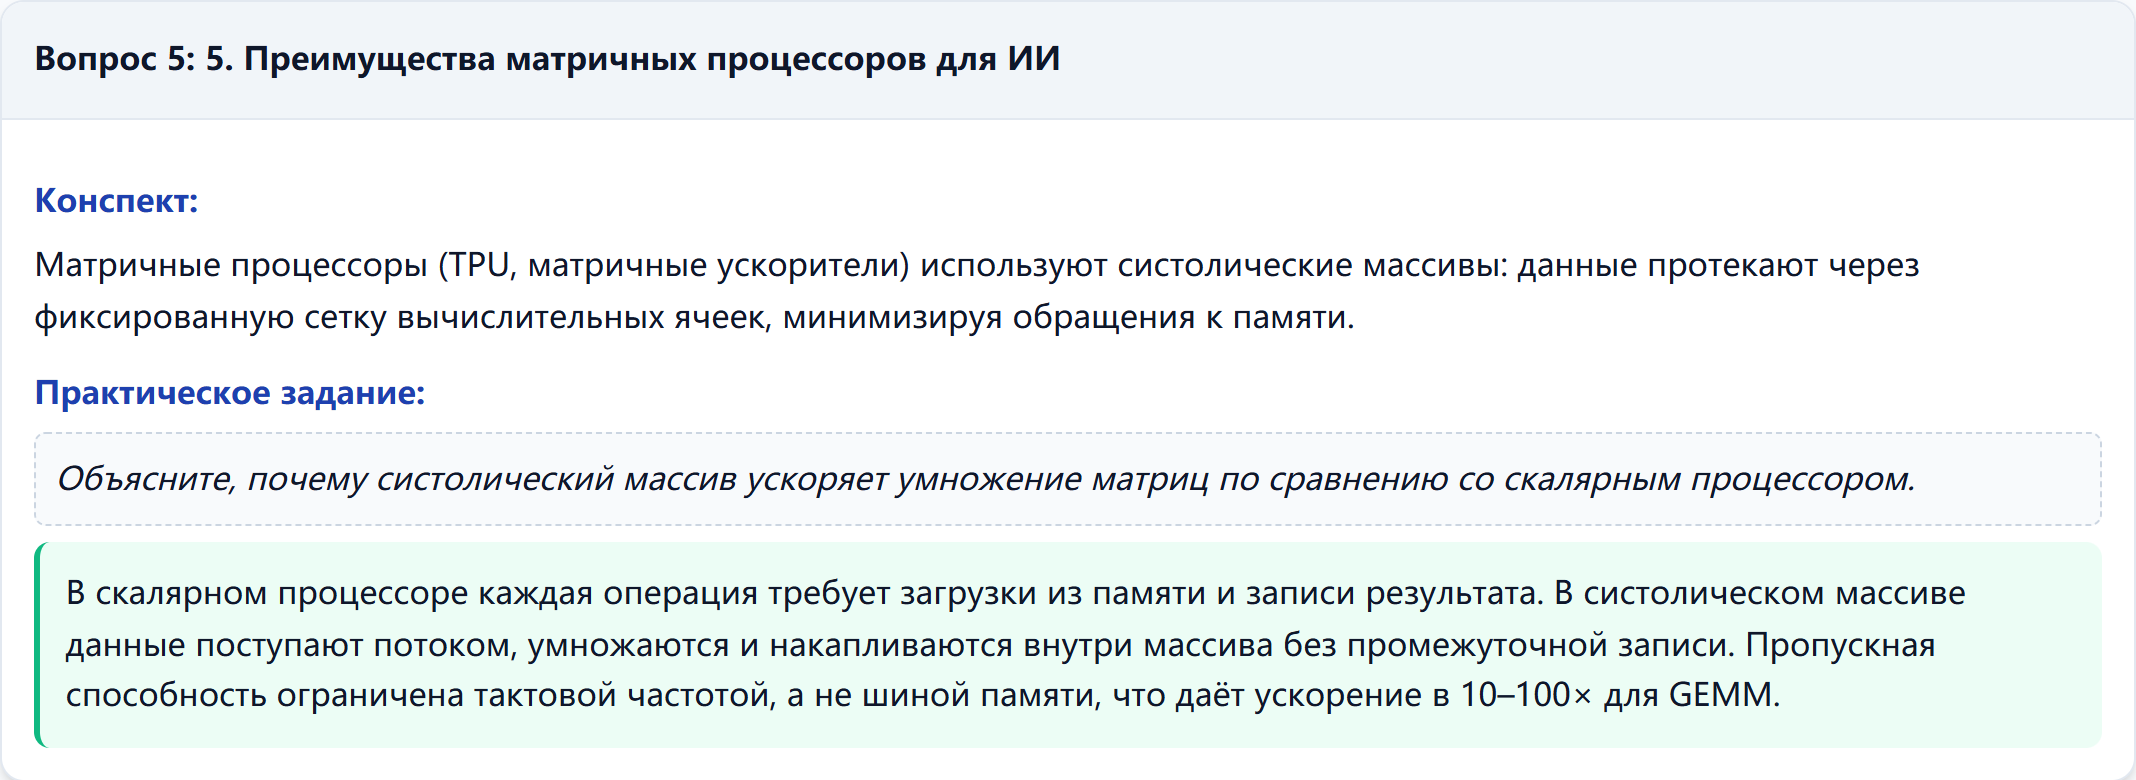 Вопрос 5: 5. Преимущества матричных процессоров для ИИ
Конспект:
Матричные процессоры (TPU, матричные ускорители) используют систолические массивы: данные протекают через
фиксированную сетку вычислительных ячеек, минимизируя обращения к памяти.
Практическое задание:
Объясните, почему систолический массив ускоряет умножение матриц по сравнению со скалярным процессором.
В скалярном процессоре каждая операция требует загрузки из памяти и записи результата. В систолическом массиве
данные поступают потоком, умножаются и накапливаются внутри массива без промежуточной записи. Пропускная
способность ограничена тактовой частотой, а не шиной памяти, что даёт ускорение в 10–100× для GEMM.